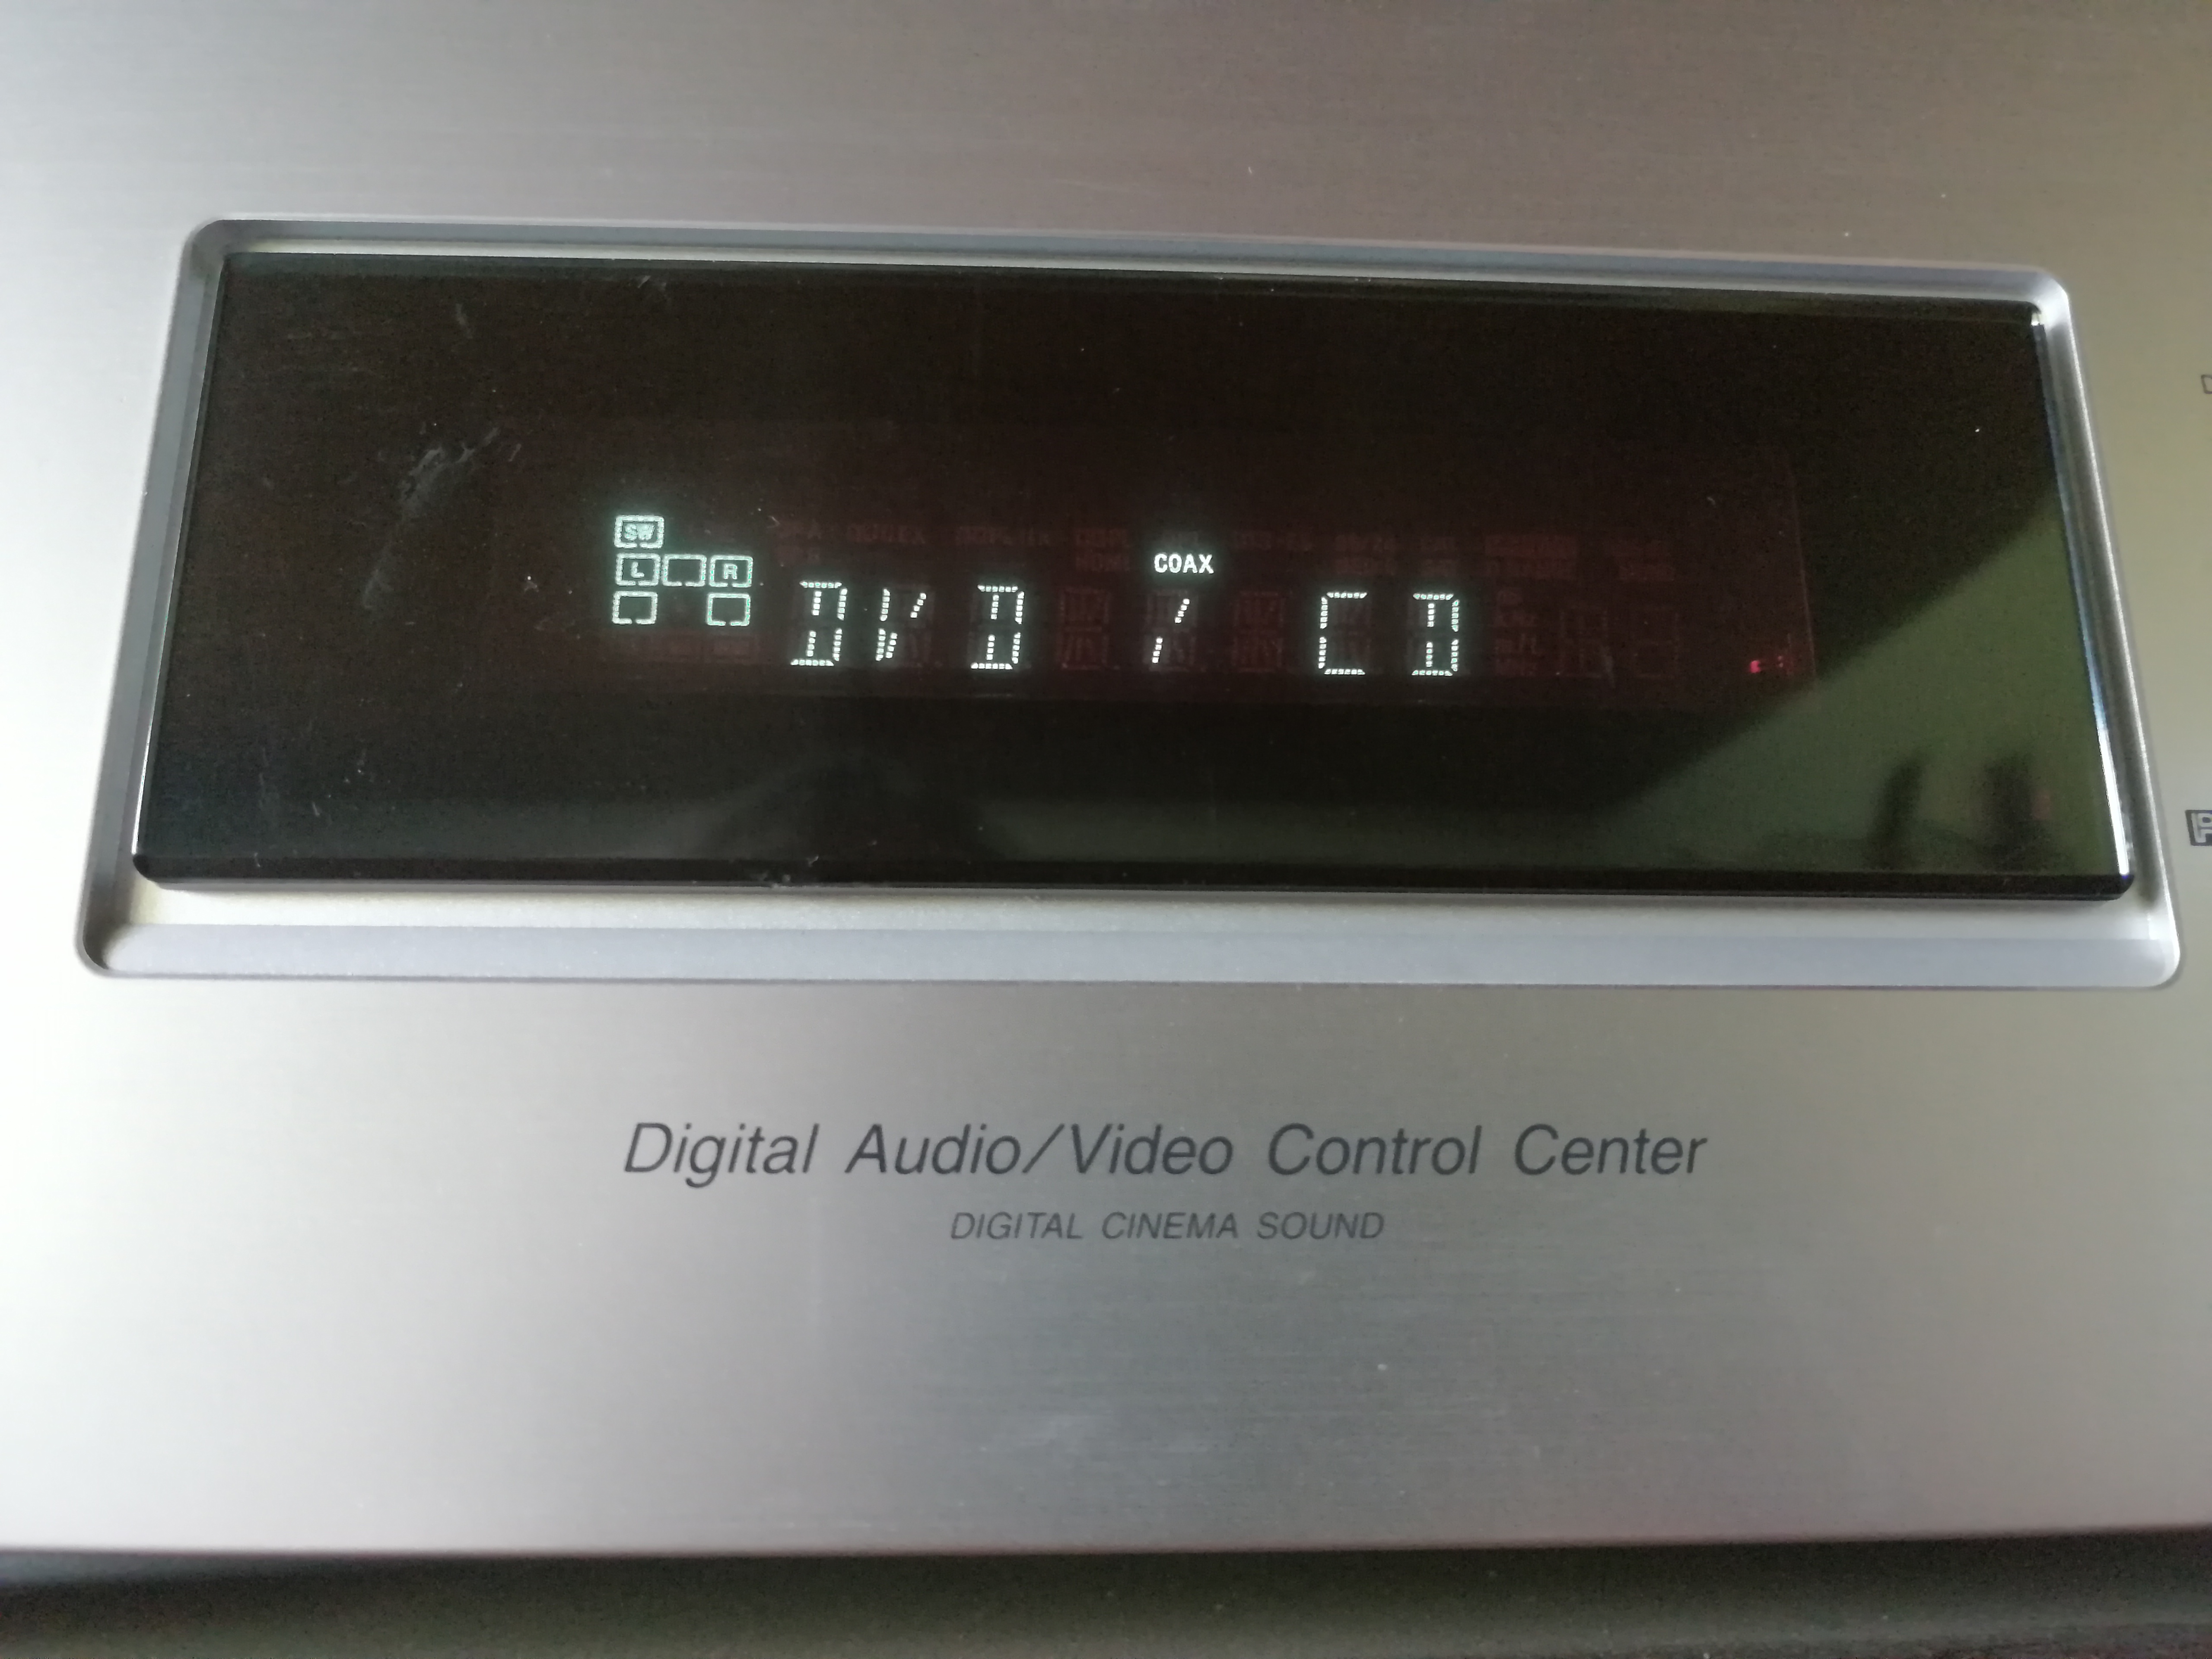 SW
COAX
L R
DVD / CD
Digital Audio/Video Control Center
DIGITAL CINEMA SOUND